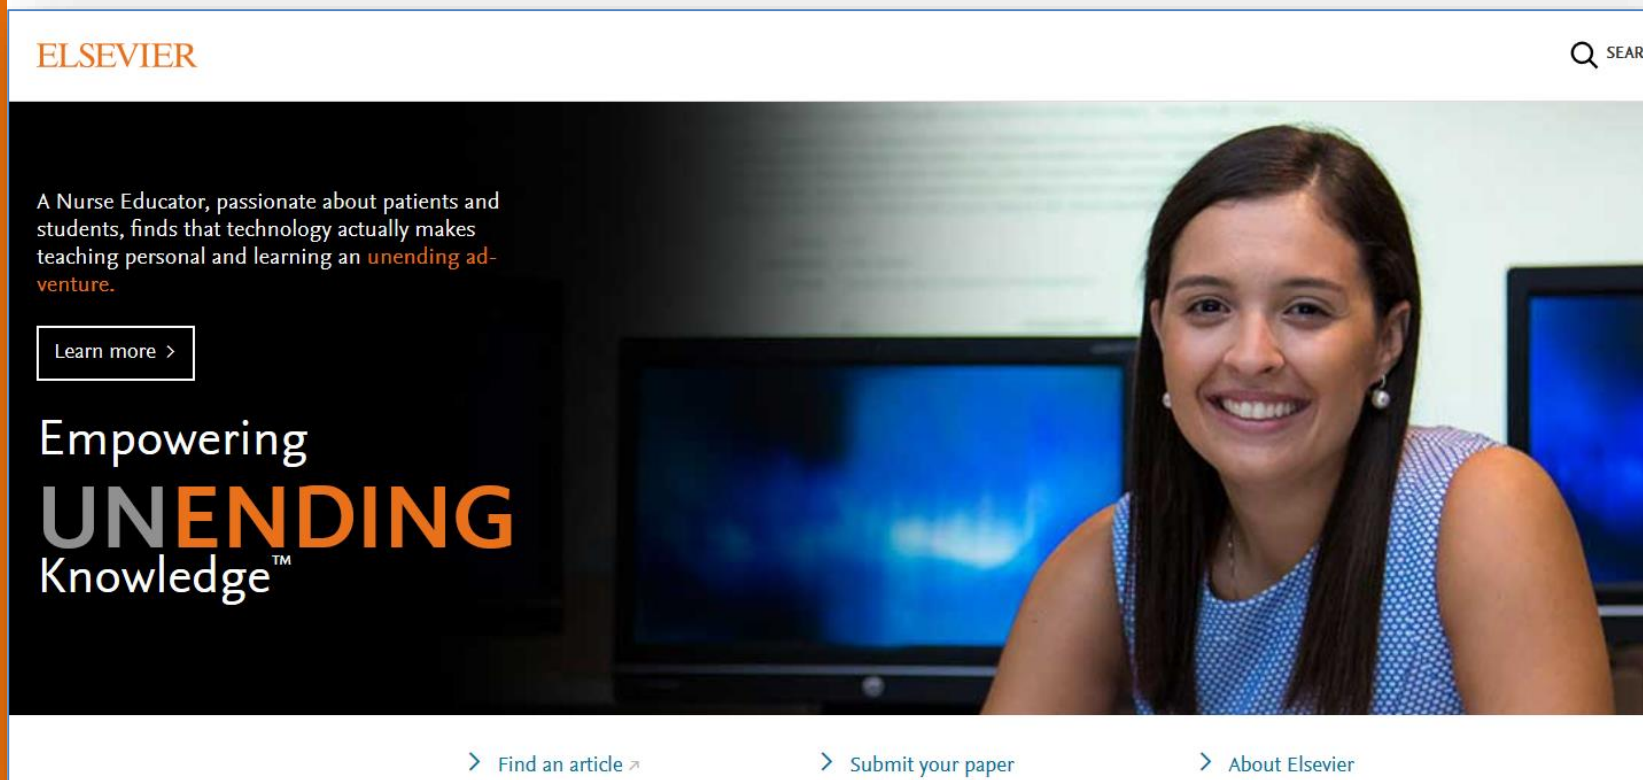 ELSEVIER
SEAR
A Nurse Educator, passionate about patients and
students, finds that technology actually makes
teaching personal and learning an unending ad-
venture.
Learn more >
Empowering
UNENDING
Knowledge™
> Find an article ↗
> Submit your paper
> About Elsevier